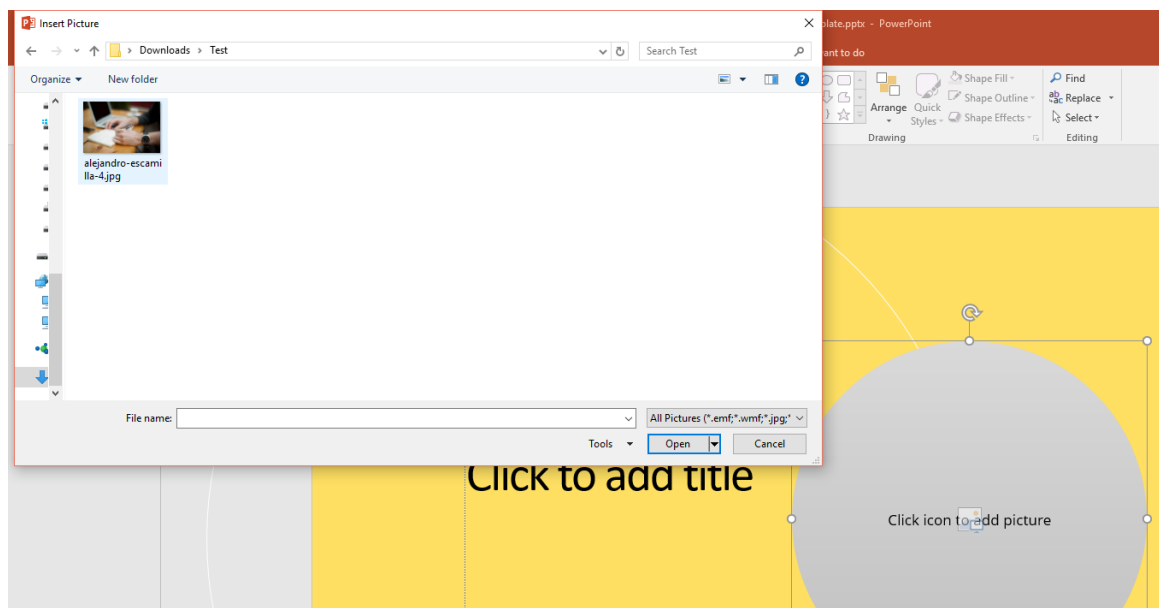 Insert Picture
plate.pptx - PowerPoint
Downloads > Test
Search Test
ant to do
Organize
New folder
Shape Fill
Find
Arrange
Quick
Styles
Shape Outline
Replace
Shape Effects
Select
Drawing
Editing
alejandro-escami
lla-4.jpg
File name:
All Pictures (*.emf;*.wmf;*.jpg;*
Tools
Open
Cancel
Click to add title
Click icon to add picture